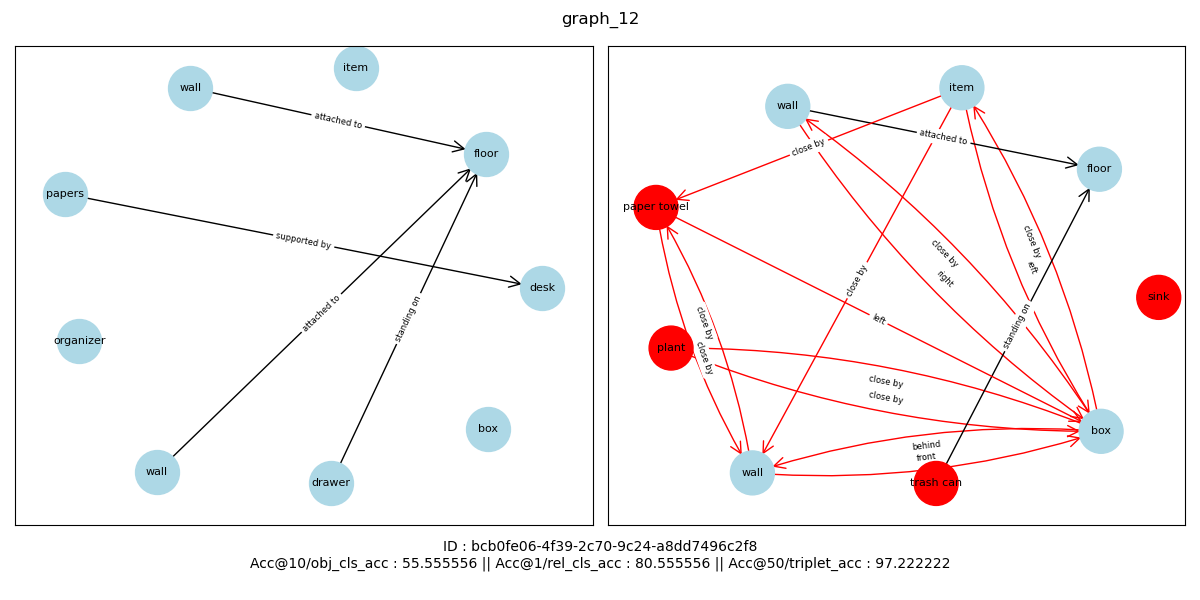 graph_12
item
wall
attached to
floor
papers
supported by
desk
attached to
standing on
organizer
box
wall
drawer
item
wall
attached to
close by
floor
paper towel
close by
close by
left
right
close by
sink
close by
left
standing on
plant
close by
close by
close by
box
behind
front
wall
trash can
ID : bcb0fe06-4f39-2c70-9c24-a8dd7496c2f8
Acc@10/obj_cls_acc : 55.555556 || Acc@1/rel_cls_acc : 80.555556 || Acc@50/triplet_acc : 97.222222